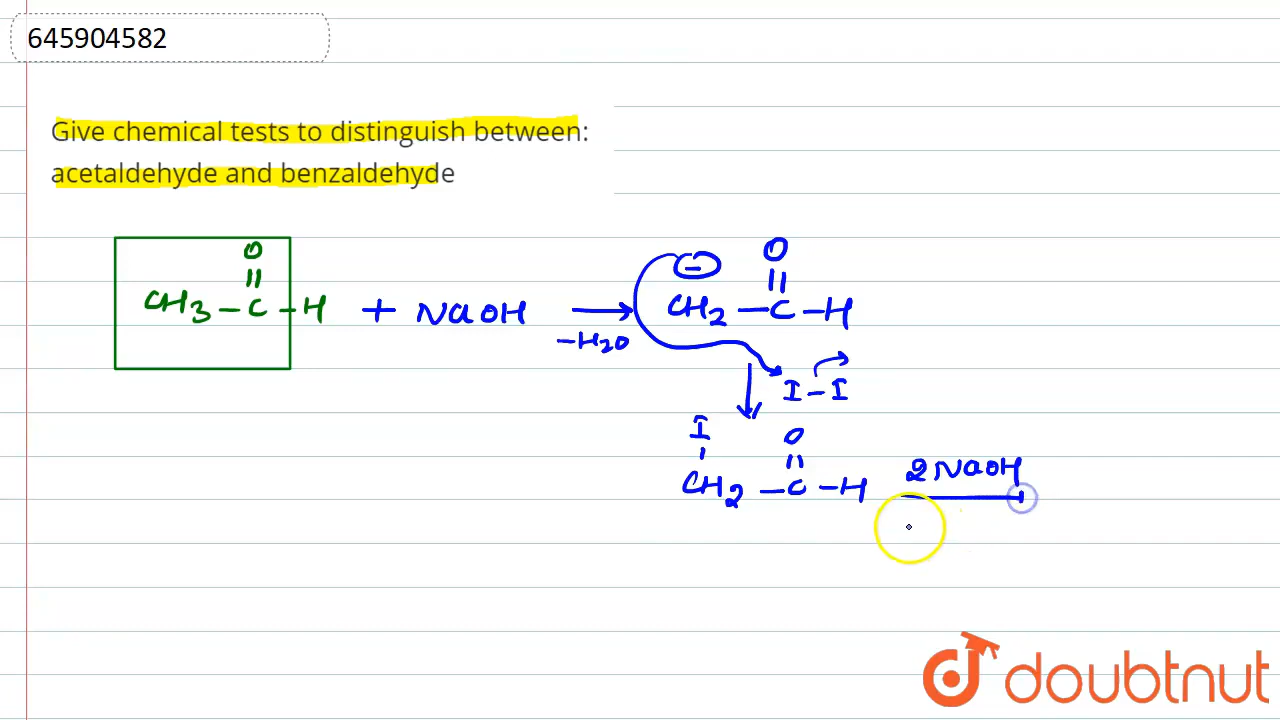 645904582
Give chemical tests to distinguish between:
acetaldehyde and benzaldehyde
O
||
CH3 – C – H + NaOH
–H2O
⊖ O
||
CH2 – C – H
I – I
I O
| ||
CH2 – C – H
2NaOH
doubtnut